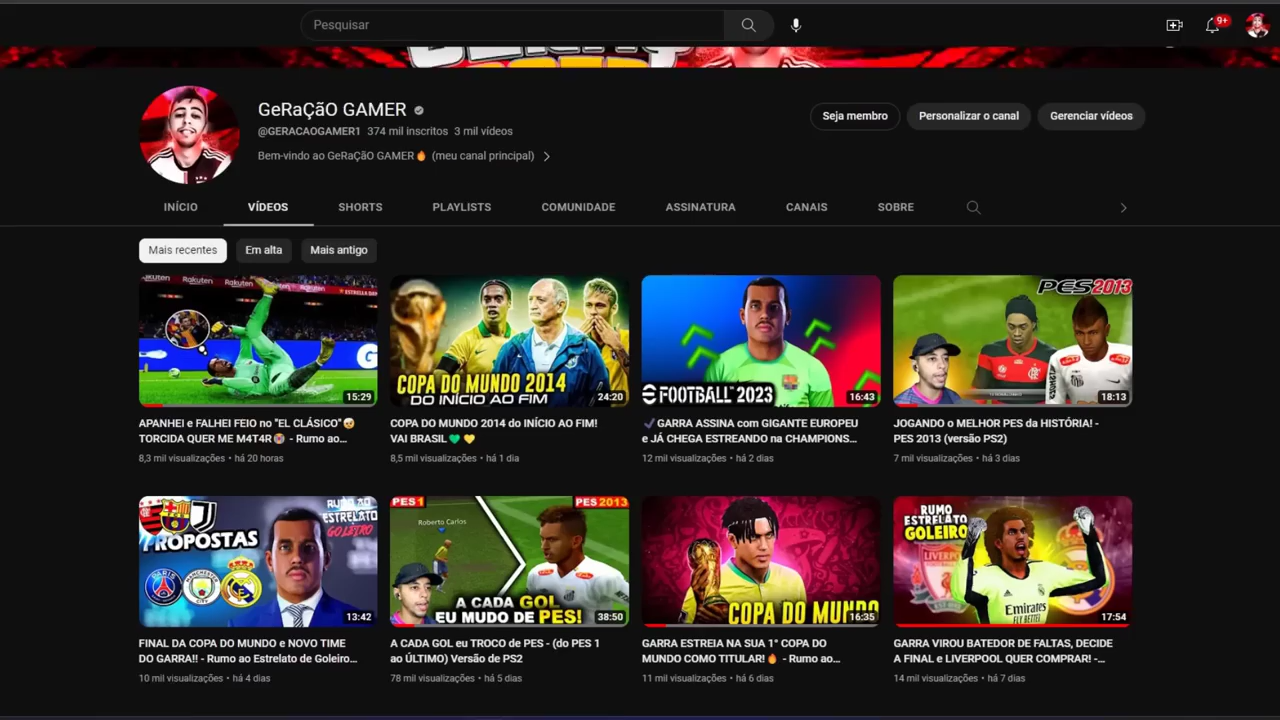 Pesquisar
9+
GeRaÇãO GAMER
@GERACAOGAMER1 374 mil inscritos 3 mil vídeos
Bem-vindo ao GeRaÇÃO GAMER🔥 (meu canal principal)
Seja membro
Personalizar o canal
Gerenciar vídeos
INÍCIO
VÍDEOS
SHORTS
PLAYLISTS
COMUNIDADE
ASSINATURA
CANAIS
SOBRE
Mais recentes
Em alta
Mais antigo
Rakuten Rakuten Rakuten
15:29
COPA DO MUNDO 2014
DO INÍCIO AO FIM
24:20
FOOTBALL 2023
16:43
PES2013
18:13
APANHEI e FALHEI FEIO no "EL CLÁSICO"
TORCIDA QUER ME M4T4R - Rumo ao...
8,3 mil visualizações • há 20 horas
COPA DO MUNDO 2014 do INÍCIO AO FIM!
VAI BRASIL💚💛
8,5 mil visualizações • há 1 dia
✔GARRA ASSINA com GIGANTE EUROPEU
e JÁ CHEGA ESTREANDO na CHAMPIONS...
12 mil visualizações • há 2 dias
JOGANDO o MELHOR PES da HISTÓRIA! -
PES 2013 (versão PS2)
7 mil visualizações • há 3 dias
RUMO AO
ESTRELATO
GOLEIRO
PROPOSTAS
13:42
PES 1
PES2013
Roberto Carlos
A CADA GOL
EU MUDO DE PES!
38:50
COPA DO MUNDO
16:35
RUMO
ESTRELATO
GOLEIRO
Emirates
FLY BETTER
17:54
FINAL DA COPA DO MUNDO e NOVO TIME
DO GARRA!! - Rumo ao Estrelato de Goleiro...
10 mil visualizações • há 4 dias
A CADA GOL eu TROCO de PES - (do PES 1
ao ÚLTIMO) Versão de PS2
78 mil visualizações • há 5 dias
GARRA ESTREIA NA SUA 1° COPA DO
MUNDO COMO TITULAR!🔥 - Rumo ao...
11 mil visualizações • há 6 dias
GARRA VIROU BATEDOR DE FALTAS, DECIDE
A FINAL e LIVERPOOL QUER COMPRAR! -...
14 mil visualizações • há 7 dias